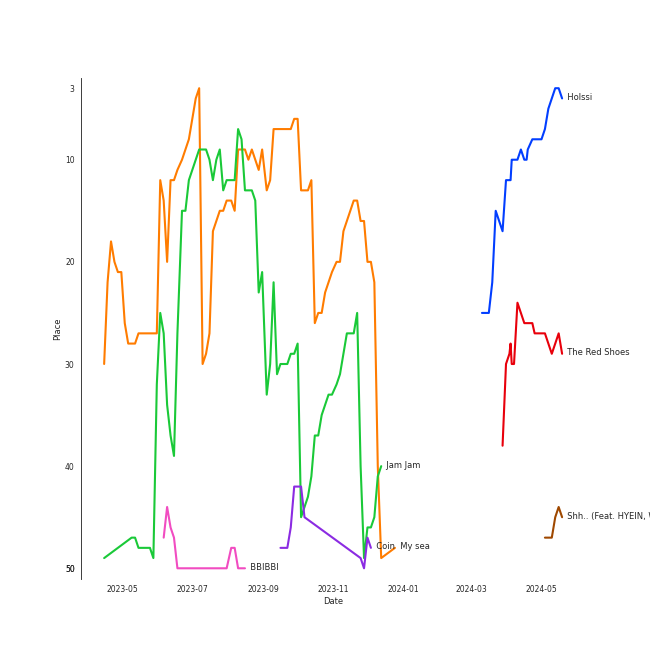 3
10
20
30
40
50
Place
Holssi
The Red Shoes
Jam Jam
Shh.. (Feat. HYEIN,
Coin
My sea
BBIBBI
2023-05
2023-07
2023-09
2023-11
2024-01
2024-03
2024-05
Date